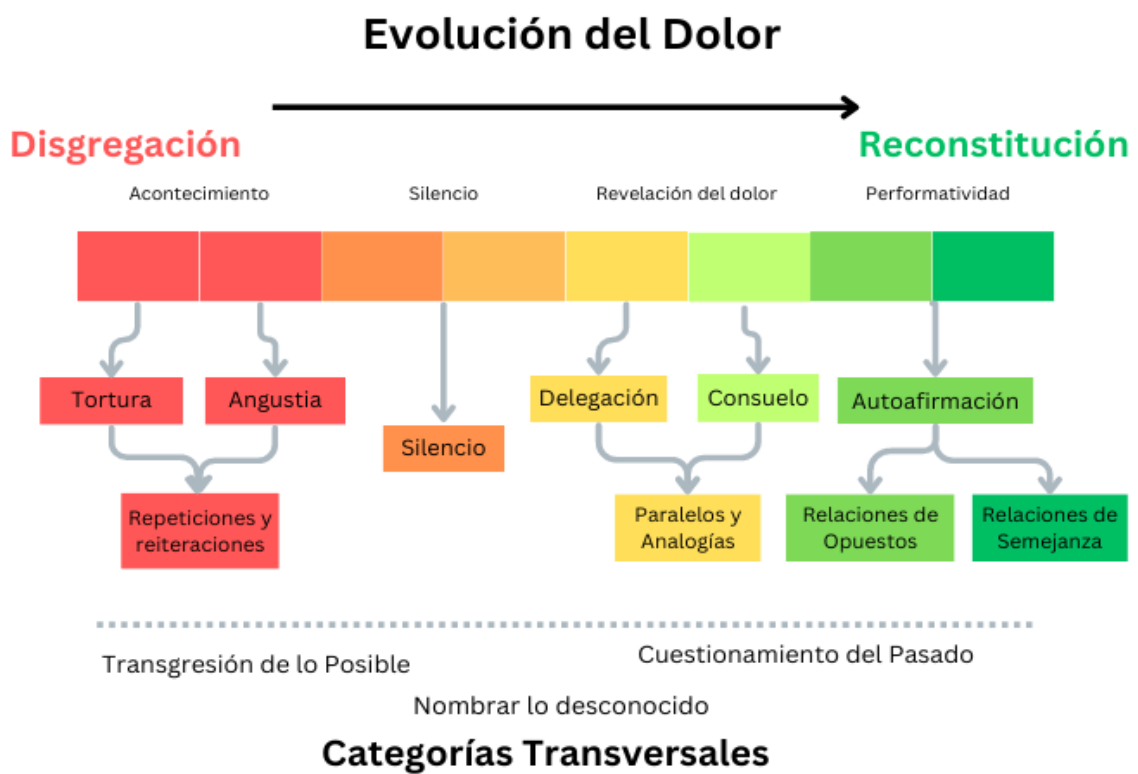 Evolución del Dolor
Disgregación
Reconstitución
Acontecimiento
Silencio
Revelación del dolor
Performatividad
Tortura
Angustia
Silencio
Delegación
Consuelo
Autoafirmación
Repeticiones y
reiteraciones
Paralelos y
Analogías
Relaciones de
Opuestos
Relaciones de
Semejanza
Transgresión de lo Posible
Cuestionamiento del Pasado
Nombrar lo desconocido
Categorías Transversales